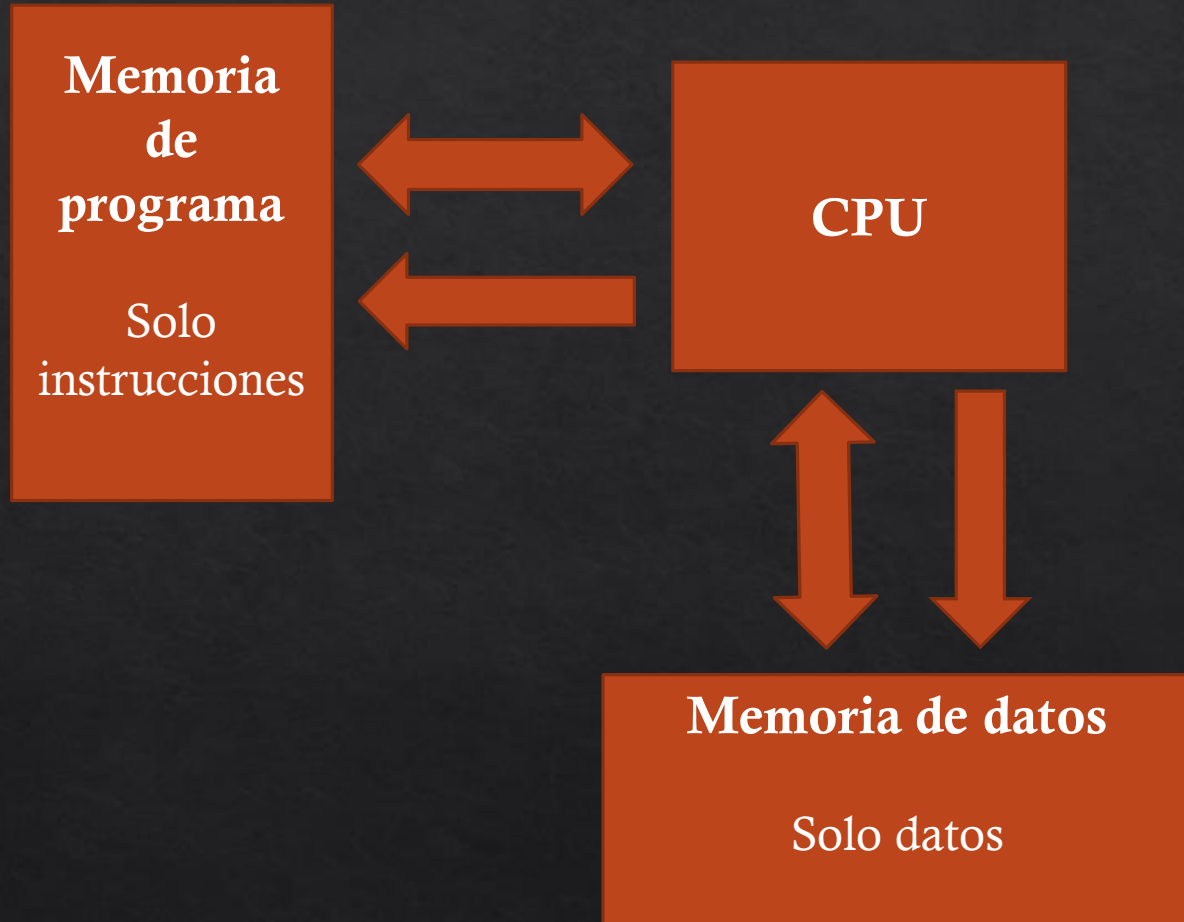 Memoria
de
programa
Solo
instrucciones
CPU
Memoria de datos
Solo datos